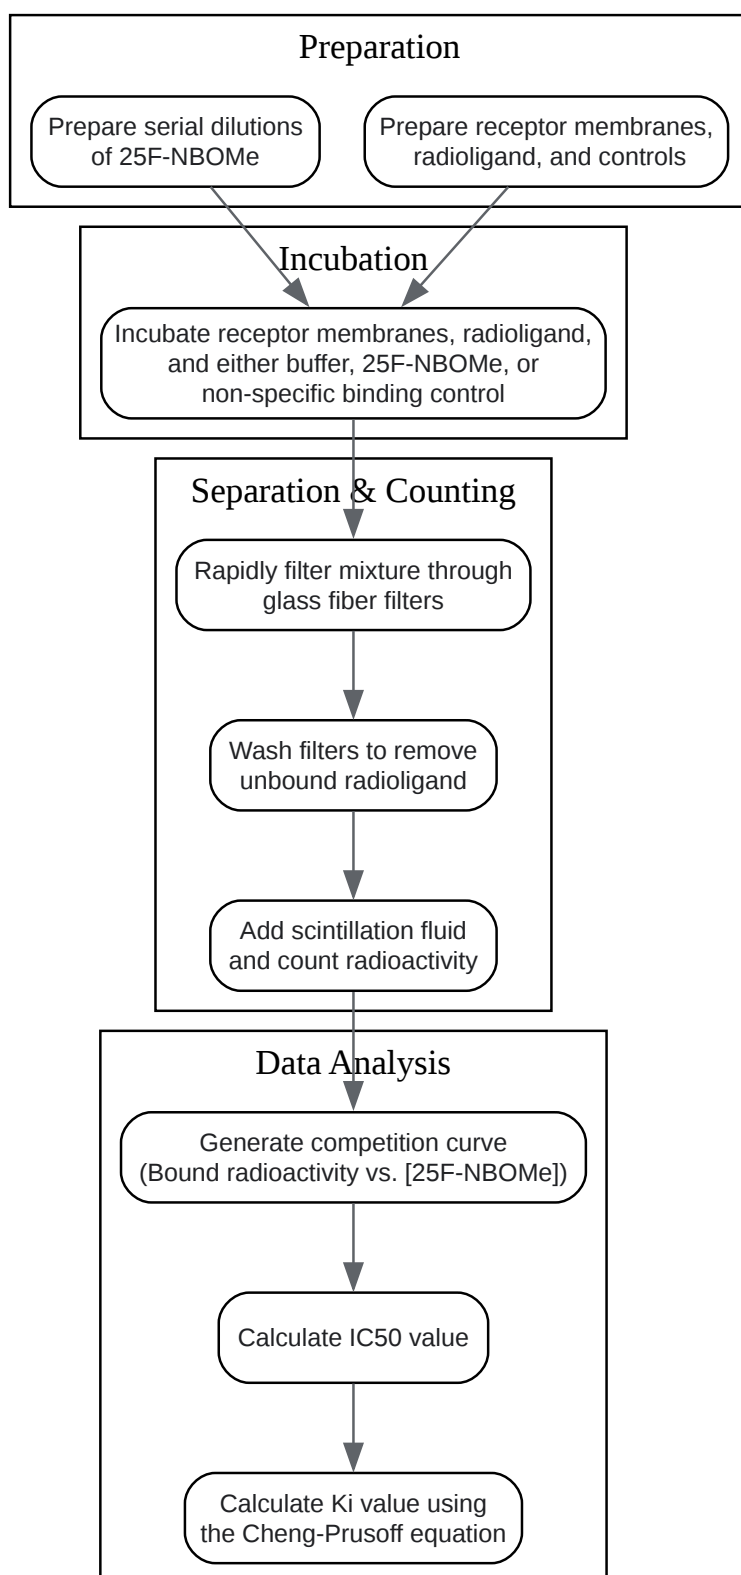 Preparation
Prepare serial dilutions
of 25F-NBOMe
Prepare receptor membranes,
radioligand, and controls
Incubation
Incubate receptor membranes, radioligand,
and either buffer, 25F-NBOMe, or
non-specific binding control
Separation & Counting
Rapidly filter mixture through
glass fiber filters
Wash filters to remove
unbound radioligand
Add scintillation fluid
and count radioactivity
Data Analysis
Generate competition curve
(Bound radioactivity vs. [25F-NBOMe])
Calculate IC50 value
Calculate Ki value using
the Cheng-Prusoff equation